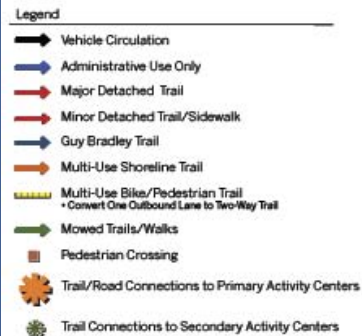 Legend
Vehicle Circulation
Administrative Use Only
Major Detached Trail
Minor Detached Trail/Sidewalk
Guy Bradley Trail
Multi-Use Shoreline Trail
Multi-Use Bike/Pedestrian Trail
• Convert One Outbound Lane to Two-Way Trail
Mowed Trails/Walks
Pedestrian Crossing
Trail/Road Connections to Primary Activity Centers
Trail Connections to Secondary Activity Centers